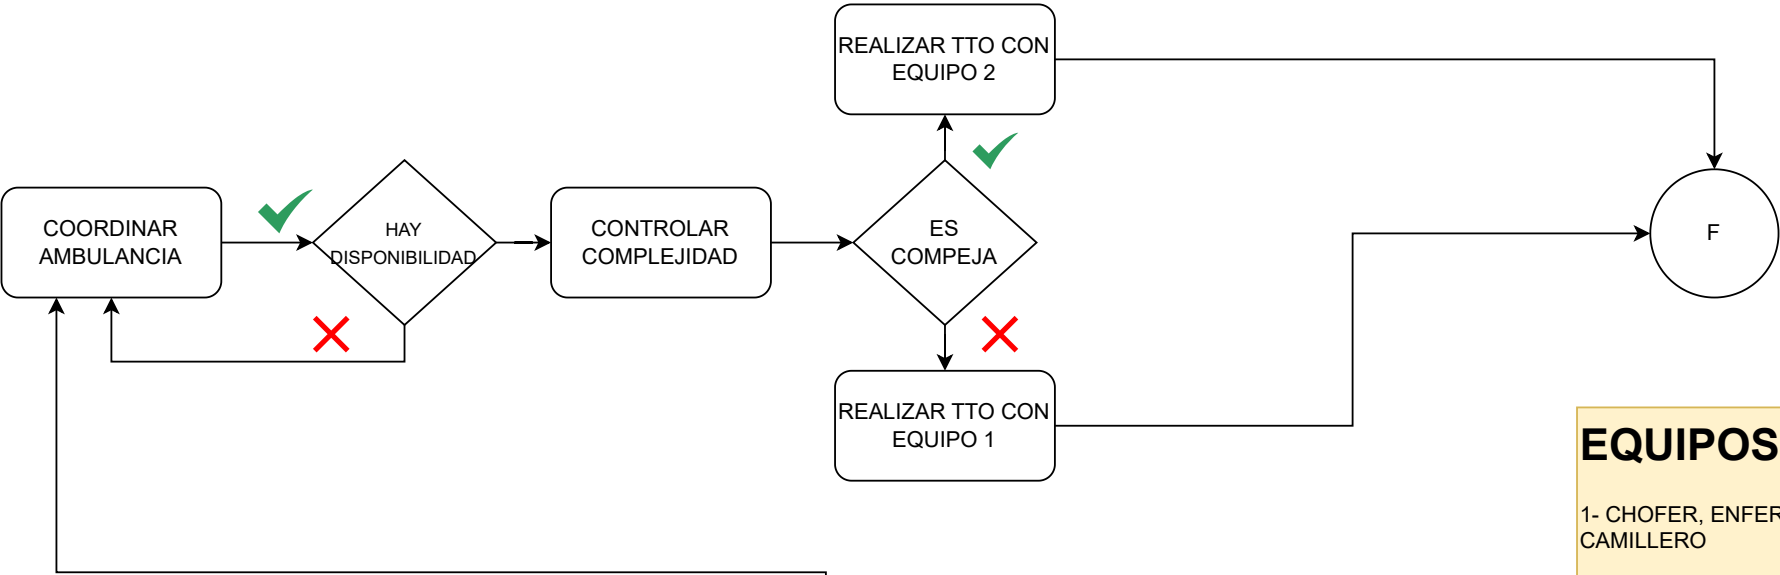 REALIZAR TTO CON
EQUIPO 2
COORDINAR
AMBULANCIA
HAY
DISPONIBILIDAD
CONTROLAR
COMPLEJIDAD
ES
COMPEJA
F
REALIZAR TTO CON
EQUIPO 1
EQUIPOS
1- CHOFER, ENFER
CAMILLERO